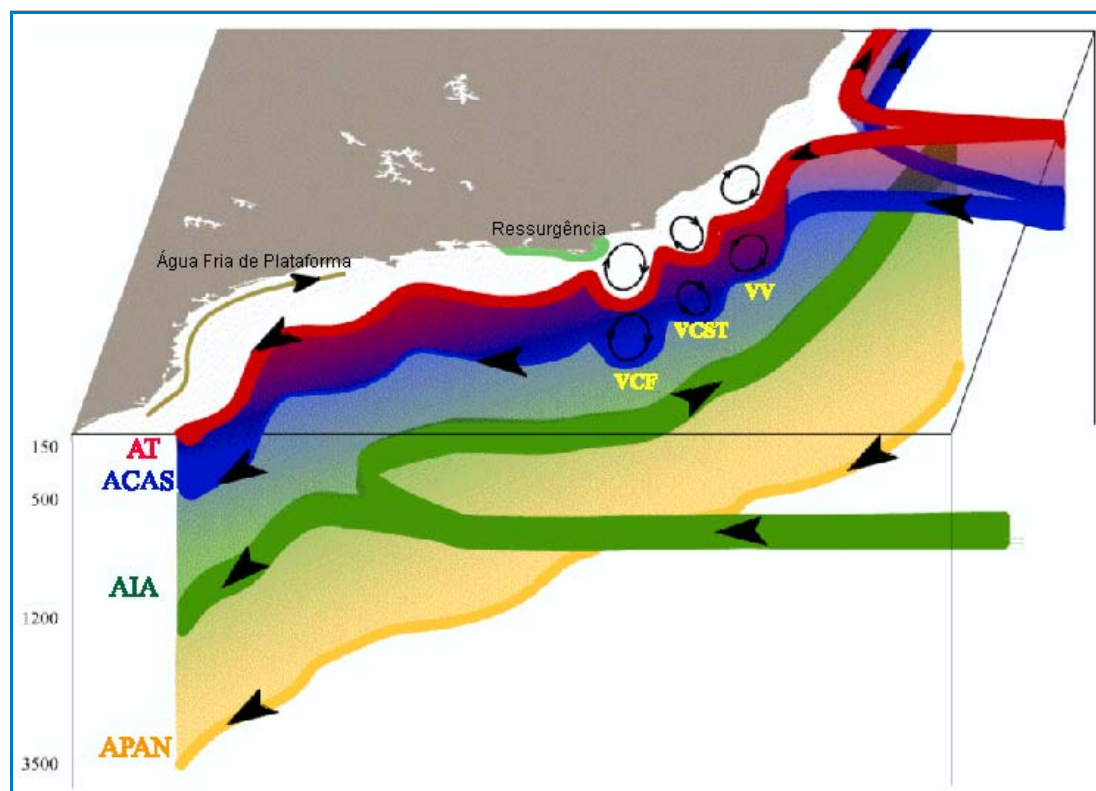 Ressurgência
Água Fria de Plataforma
VV
VCST
VCF
150
AT
ACAS
500
AIA
1200
APAN
3500